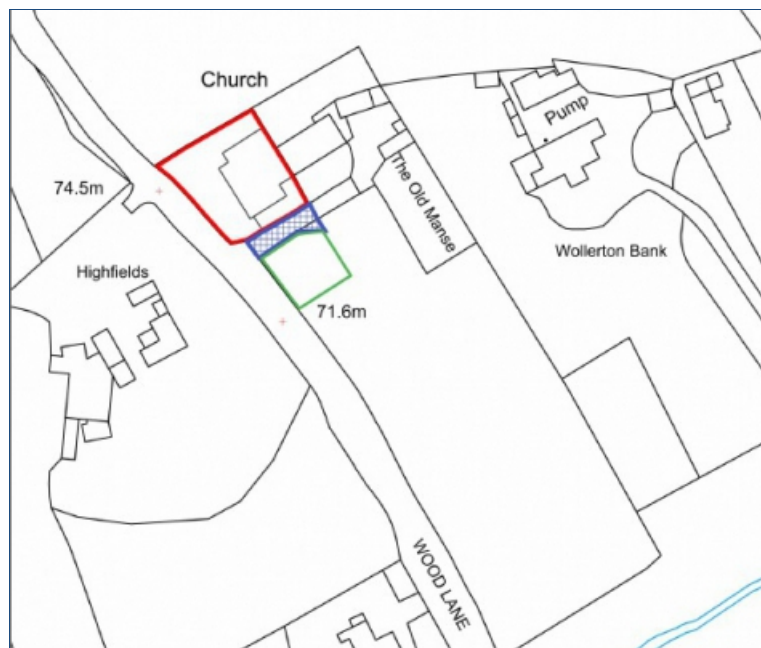 Church
Pump
74.5m
The Old Manse
Wollerton Bank
Highfields
71.6m
WOOD LANE